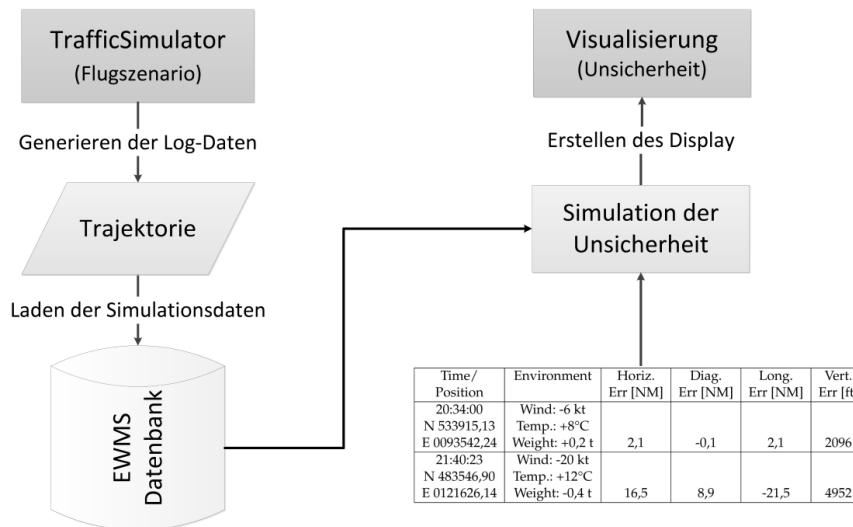 TrafficSimulator
(Flugszenario)
Generieren der Log-Daten
Trajektorie
Laden der Simulationsdaten
EWMS
Datenbank
Visualisierung
(Unsicherheit)
Erstellen des Display
Simulation der
Unsicherheit
Time/ Environment Horiz. Diag. Long. Vert.
Position Err [NM] Err [NM] Err [NM] Err [ft
20:34:00 Wind: -6 kt
N 533915,13 Temp.: +8°C
E 0093542,24 Weight: +0,2 t 2,1 -0,1 2,1 2096
21:40:23 Wind: -20 kt
N 483546,90 Temp.: +12°C
E 0121626,14 Weight: -0,4 t 16,5 8,9 -21,5 4952